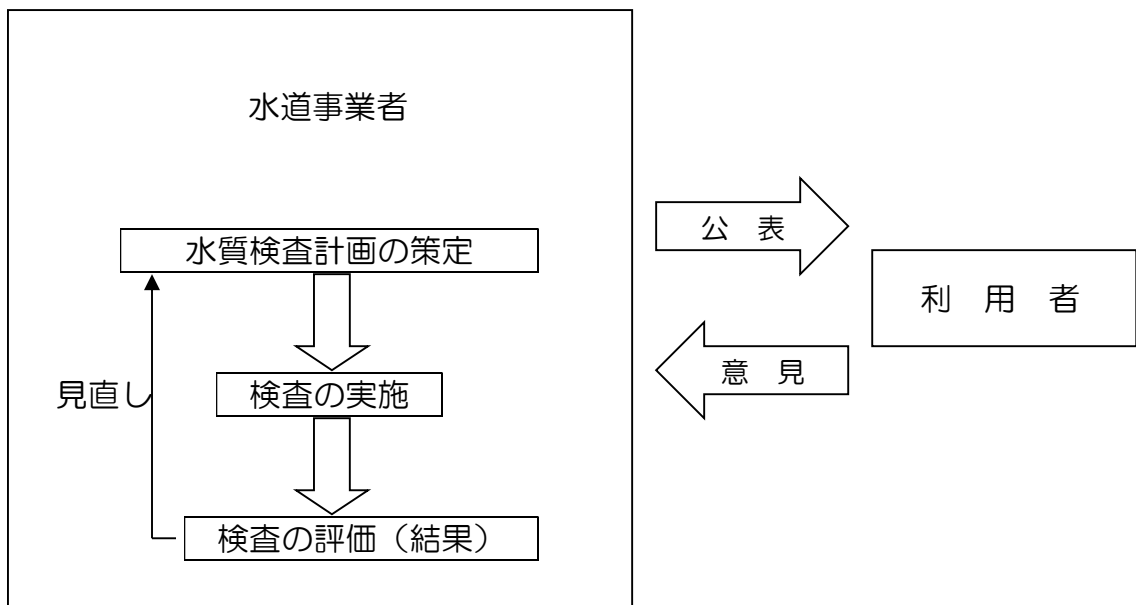 水道事業者
水質検査計画の策定
検査の実施
見直し
検査の評価（結果）
公　表
意　見
利　用　者